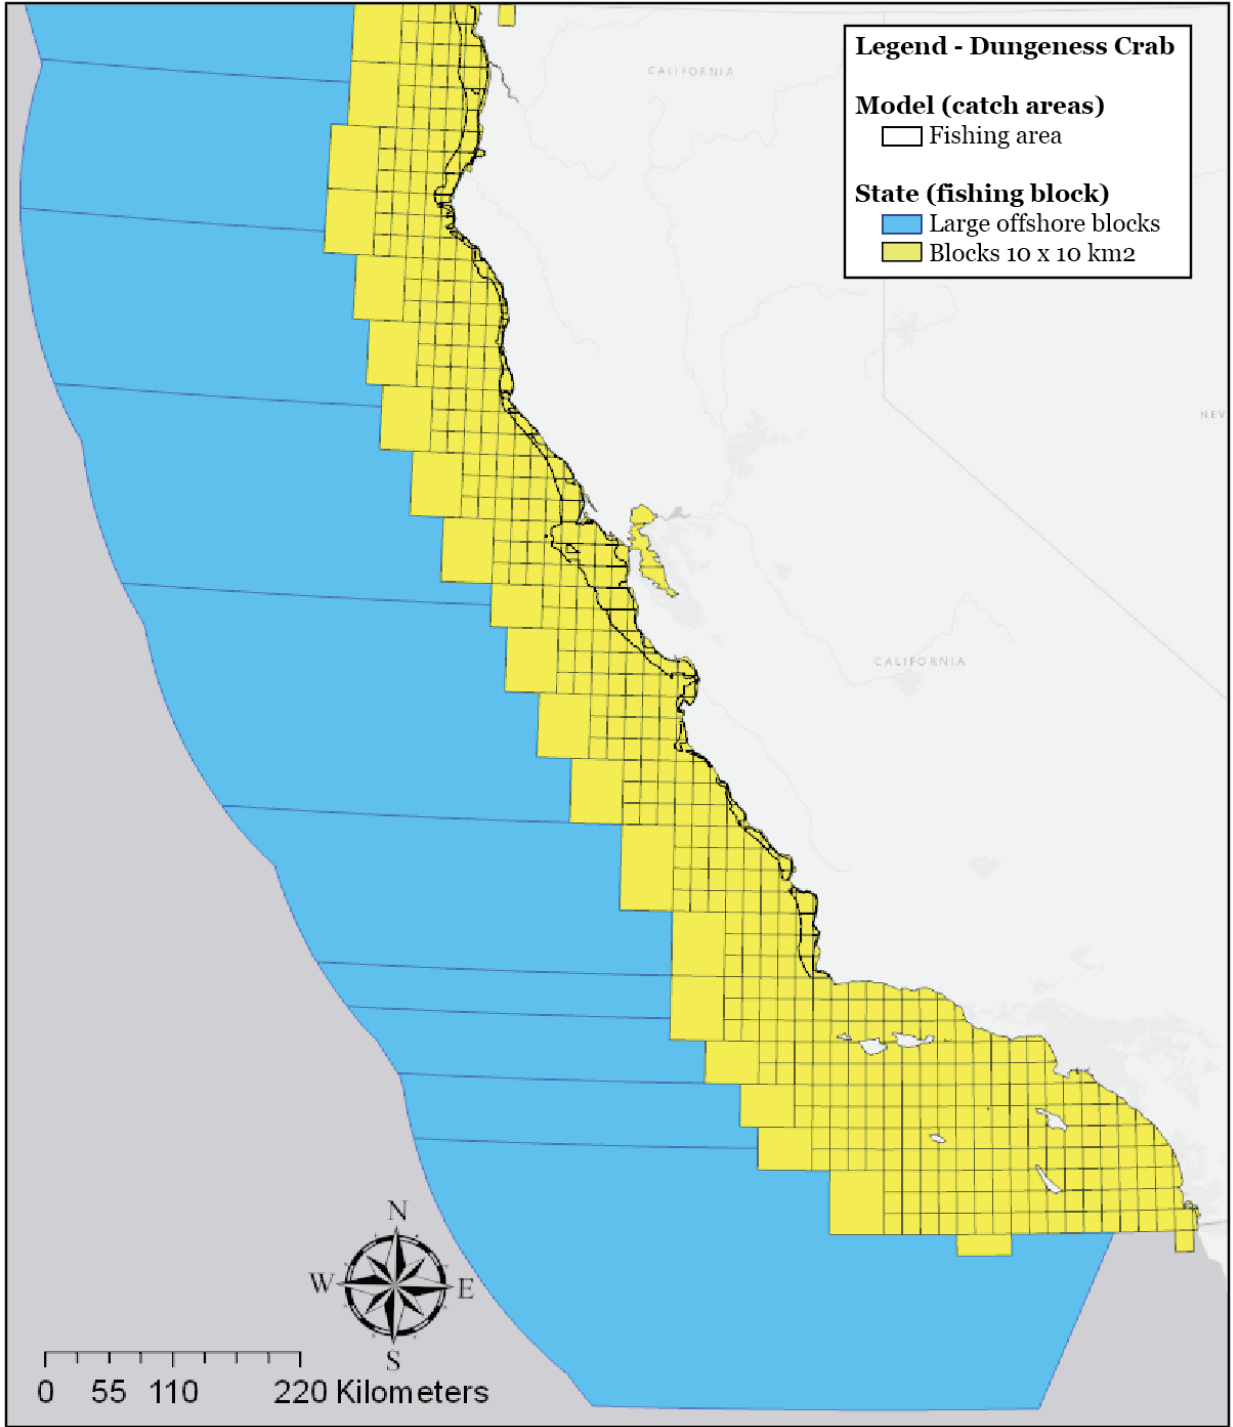 Legend - Dungeness Crab
Model (catch areas)
Fishing area
State (fishing block)
Large offshore blocks
Blocks 10 x 10 km2
CALIFORNIA
NEV
CALIFORNIA
N
W E
S
0 55 110 220 Kilometers